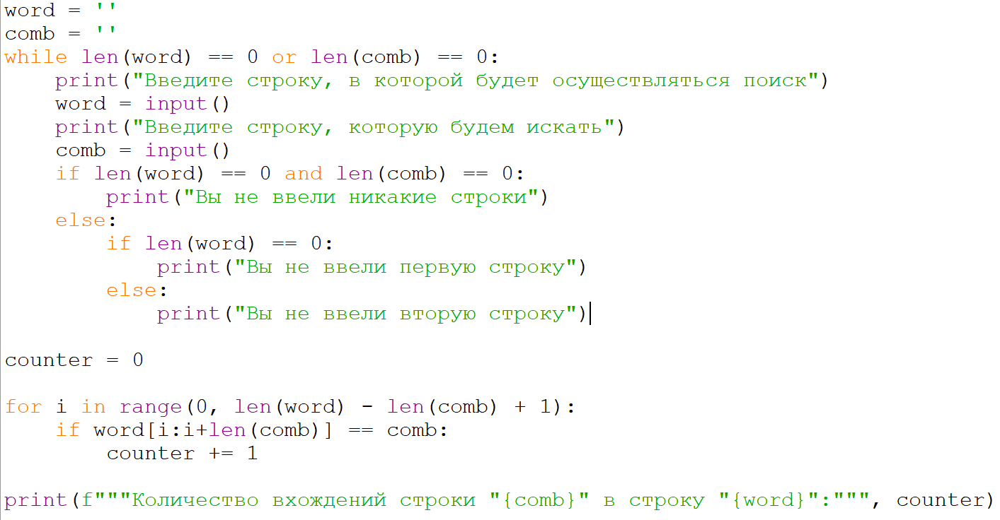 word = ''
comb = ''
while len(word) == 0 or len(comb) == 0:
    print("Введите строку, в которой будет осуществляться поиск")
    word = input()
    print("Введите строку, которую будем искать")
    comb = input()
    if len(word) == 0 and len(comb) == 0:
        print("Вы не ввели никакие строки")
    else:
        if len(word) == 0:
            print("Вы не ввели первую строку")
        else:
            print("Вы не ввели вторую строку")

counter = 0

for i in range(0, len(word) - len(comb) + 1):
    if word[i:i+len(comb)] == comb:
        counter += 1

print(f"""Количество вхождений строки "{comb}" в строку "{word}":""", counter)